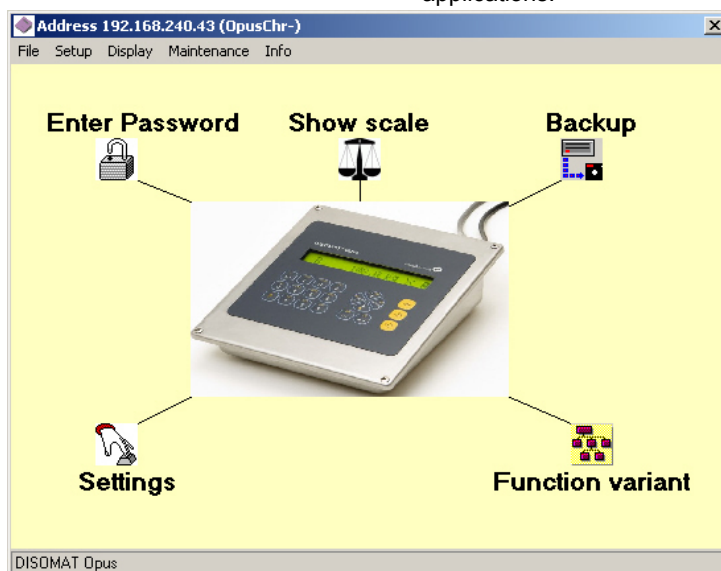 applications.
Address 192.168.240.43 (OpusChr-)
File Setup Display Maintenance Info
Enter Password Show scale Backup
Settings Function variant
DISOMAT Opus